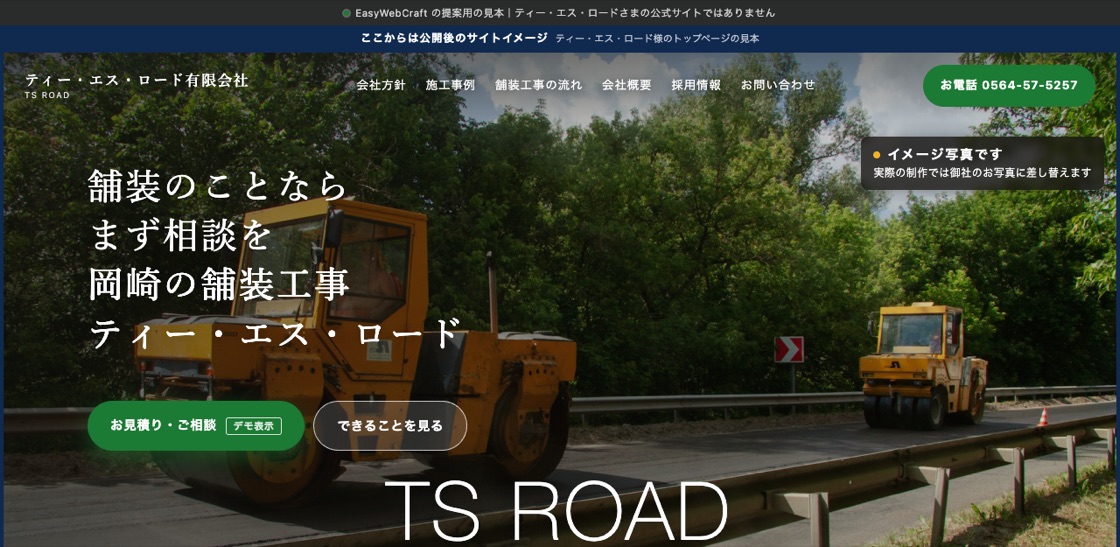 EasyWebCraft の提案用の見本｜ティー・エス・ロードさまの公式サイトではありません
ここからは公開後のサイトイメージ ティー・エス・ロード様のトップページの見本
ティー・エス・ロード有限会社
TS ROAD
会社方針 施工事例 舗装工事の流れ 会社概要 採用情報 お問い合わせ
お電話 0564-57-5257
イメージ写真です
実際の制作では御社のお写真に差し替えます
舗装のことなら
まず相談を
岡崎の舗装工事
ティー・エス・ロード
お見積り・ご相談 デモ表示
できることを見る
TS ROAD